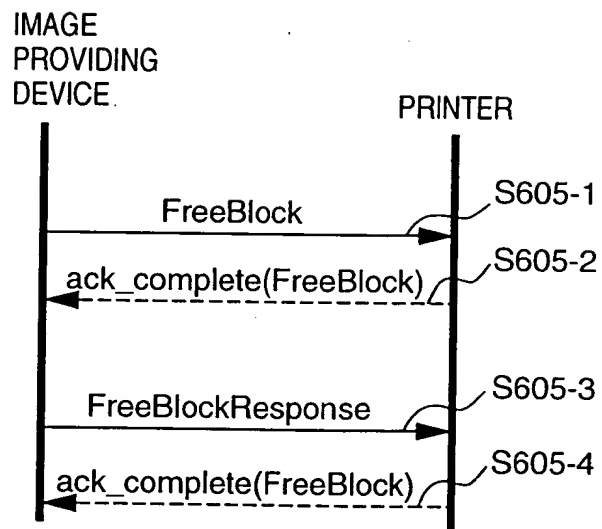 IMAGE
PROVIDING
DEVICE.
PRINTER
FreeBlock
S605-1
ack_complete(FreeBlock)
S605-2
FreeBlockResponse
S605-3
ack_complete(FreeBlock)
S605-4